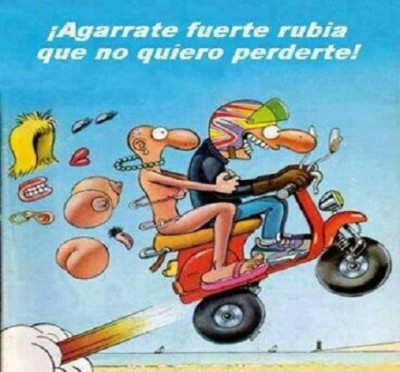 ¡Agarrate fuerte rubia
que no quiero perderte!